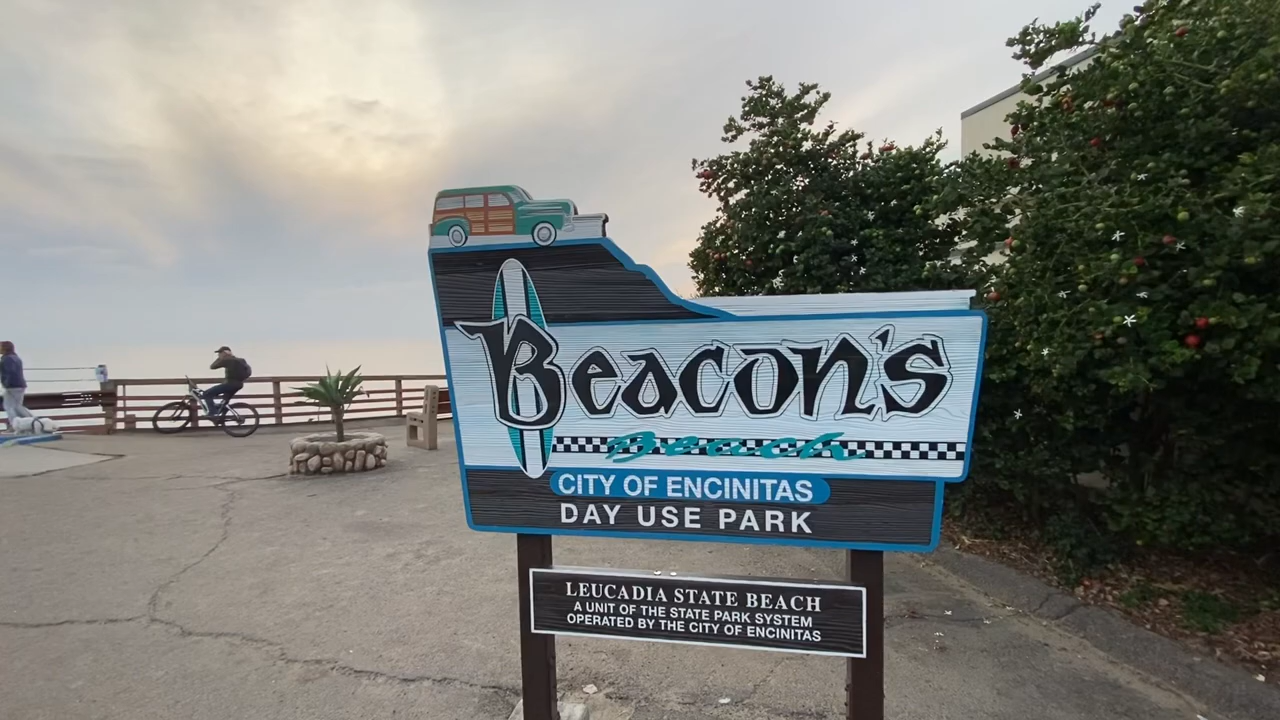 Beacon's
Beach
CITY OF ENCINITAS
DAY USE PARK
LEUCADIA STATE BEACH
A UNIT OF THE STATE PARK SYSTEM
OPERATED BY THE CITY OF ENCINITAS